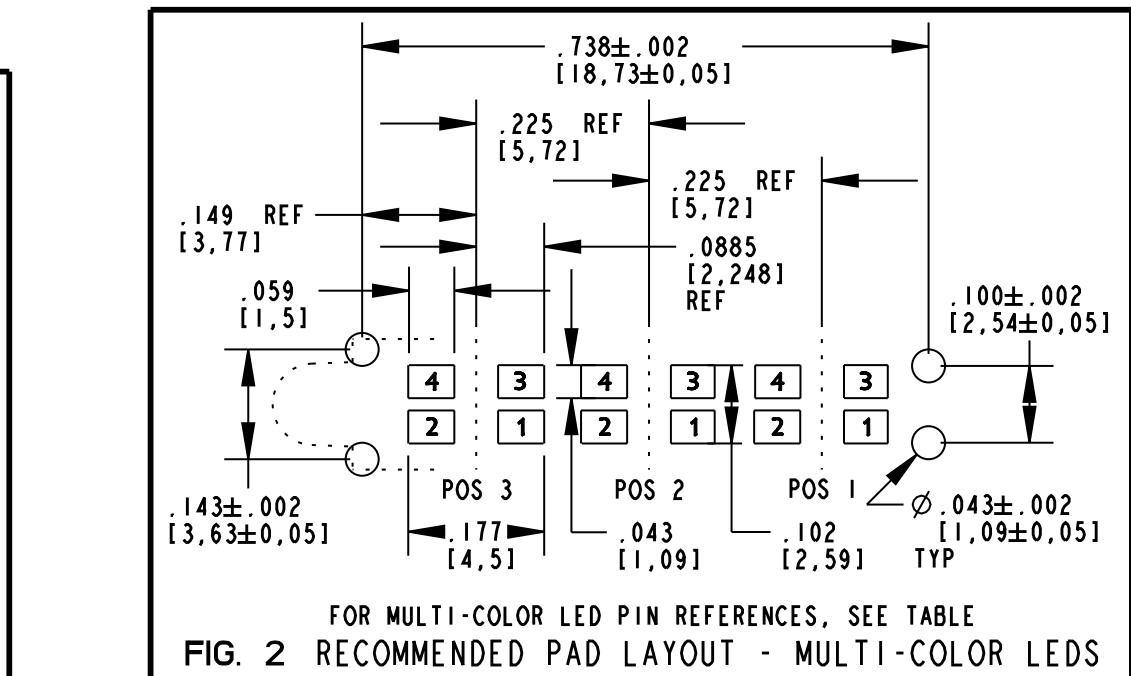 .738±.002
[18,73±0,05]
.225 REF
[5,72]
.225 REF
[5,72]
.149 REF
[3,77]
.0885
[2,248]
REF
.059
[1,5]
.100±.002
[2,54±0,05]
4 3 4 3 4 3
2 1 2 1 2 1
POS 3 POS 2 POS 1
.143±.002
[3,63±0,05]
.177
[4,5]
.043
[1,09]
.102
[2,59]
Ø .043±.002
[1,09±0,05]
TYP
FOR MULTI-COLOR LED PIN REFERENCES, SEE TABLE
FIG. 2 RECOMMENDED PAD LAYOUT - MULTI-COLOR LEDS